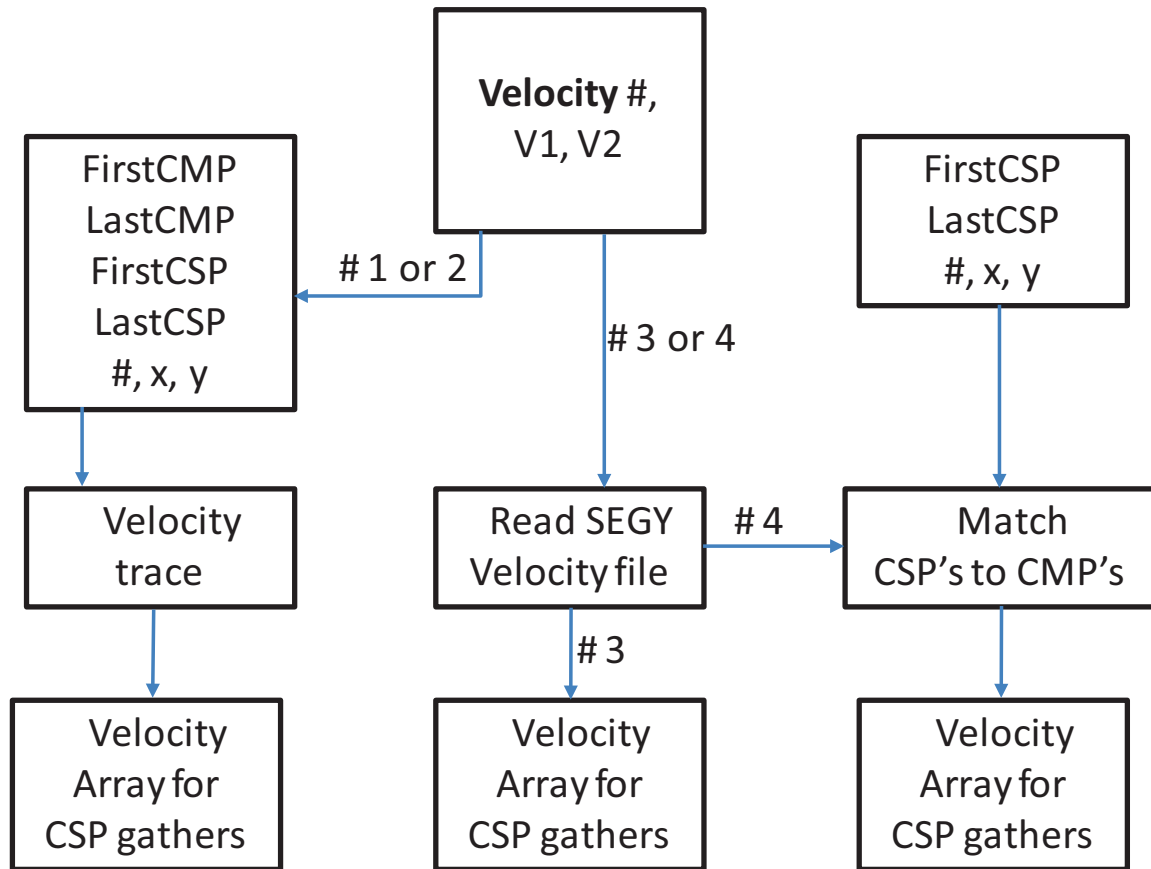 Velocity #,
V1, V2
FirstCMP
LastCMP
FirstCSP
LastCSP
#, x, y
FirstCSP
LastCSP
#, x, y
# 1 or 2
# 3 or 4
Velocity
trace
Read SEGY
Velocity file
# 4
Match
CSP's to CMP's
# 3
Velocity
Array for
CSP gathers
Velocity
Array for
CSP gathers
Velocity
Array for
CSP gathers